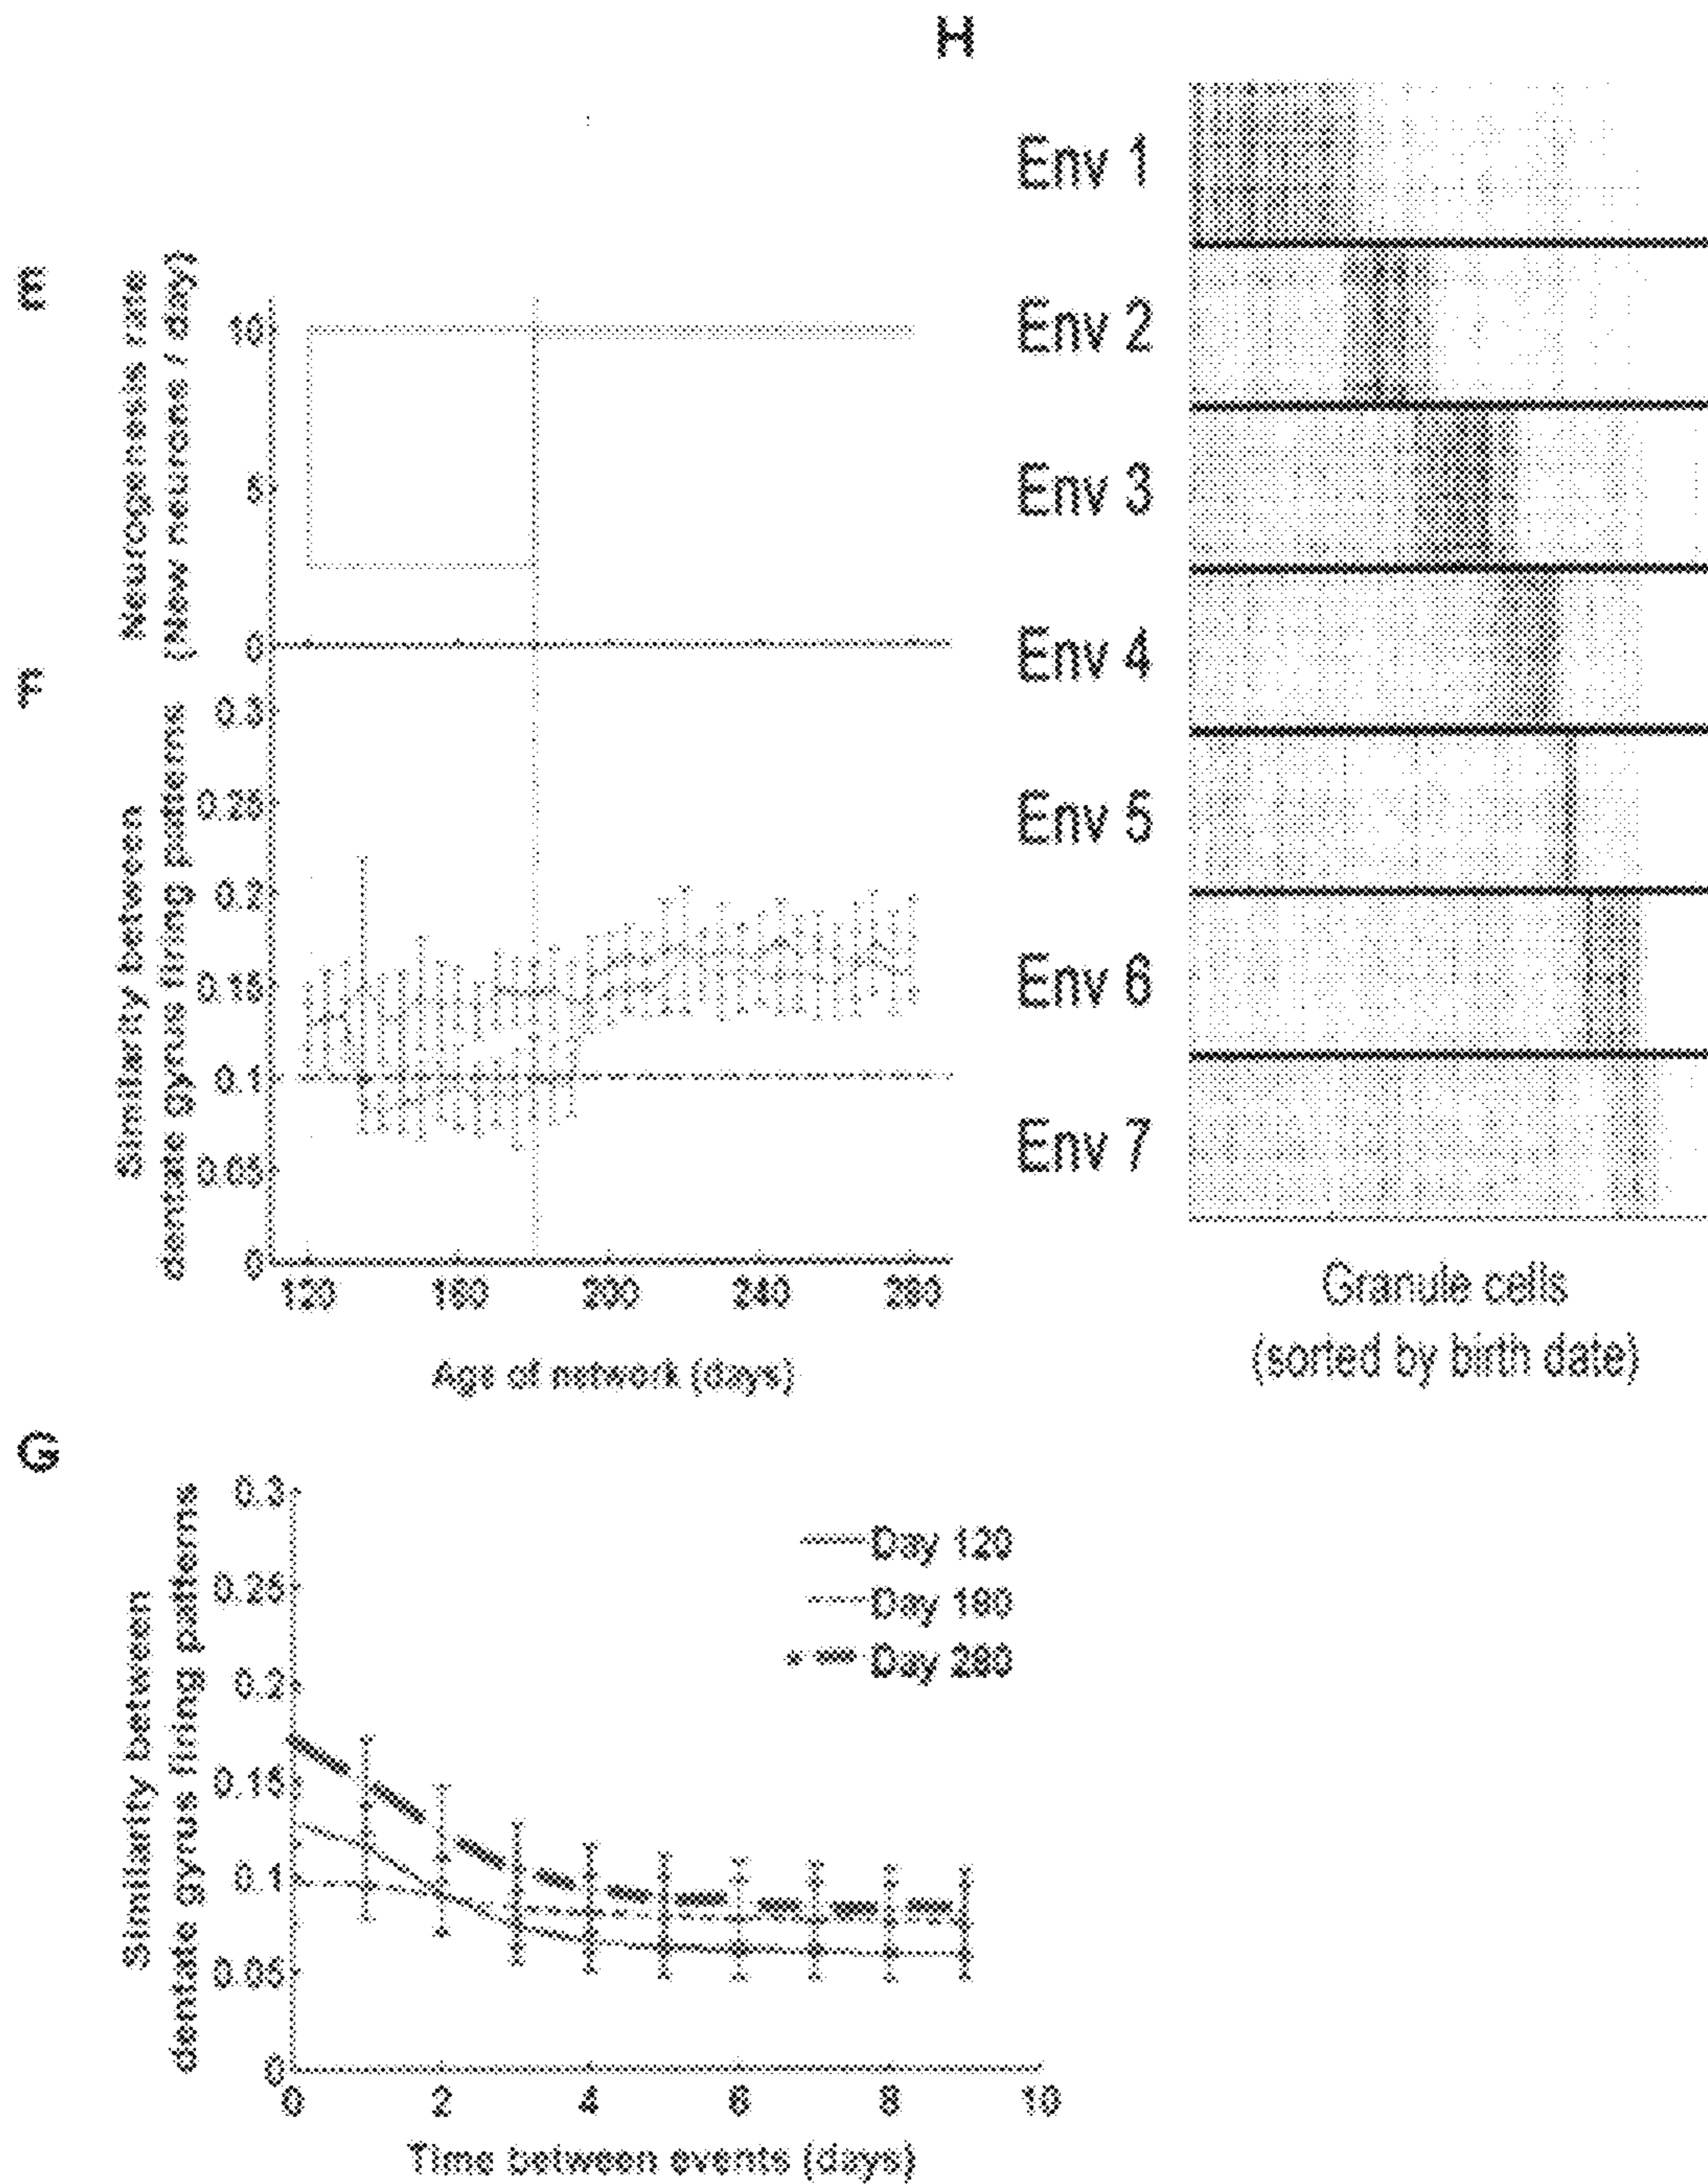 H
Env 1
Env 2
Env 3
Env 4
Env 5
Env 6
Env 7
Granule cells
(sorted by birth date)
E
Neurogenesis rate
(New neurons / day)
10
5
0
F
Similarity between
dentate gyrus firing patterns
0.3
0.25
0.2
0.15
0.1
0.05
0
120
160
200
240
280
Age of network (days)
G
Similarity between
dentate gyrus firing patterns
0.3
0.25
0.2
0.15
0.1
0.05
0
Day 120
Day
Day 280
0
2
4
6
8
10
Time between events (days)